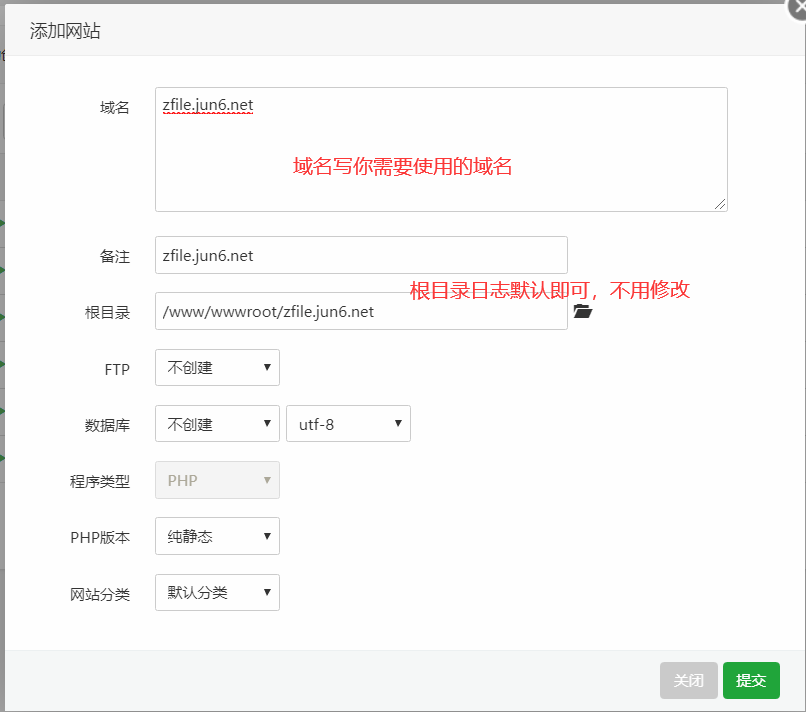 添加网站
域名
zfile.jun6.net
域名写你需要使用的域名
备注
zfile.jun6.net
根目录日志默认即可，不用修改
根目录
/www/wwwroot/zfile.jun6.net
FTP
不创建
数据库
不创建
utf-8
程序类型
PHP
PHP版本
纯静态
网站分类
默认分类
关闭
提交